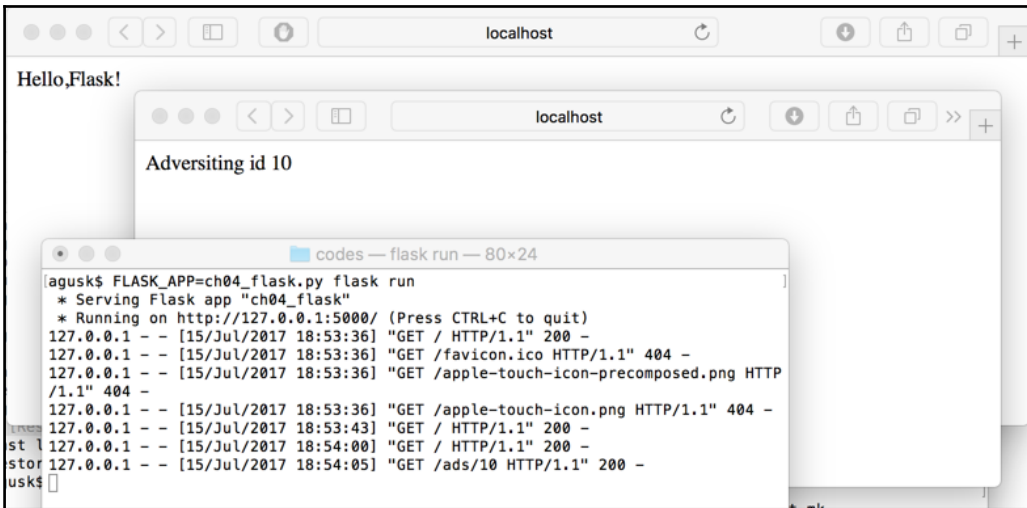 localhost
Hello,Flask!
localhost
Adversiting id 10
codes — flask run — 80×24
[agusk$ FLASK_APP=ch04_flask.py flask run ]
 * Serving Flask app "ch04_flask"
 * Running on http://127.0.0.1:5000/ (Press CTRL+C to quit)
127.0.0.1 - - [15/Jul/2017 18:53:36] "GET / HTTP/1.1" 200 -
127.0.0.1 - - [15/Jul/2017 18:53:36] "GET /favicon.ico HTTP/1.1" 404 -
127.0.0.1 - - [15/Jul/2017 18:53:36] "GET /apple-touch-icon-precomposed.png HTTP
/1.1" 404 -
127.0.0.1 - - [15/Jul/2017 18:53:36] "GET /apple-touch-icon.png HTTP/1.1" 404 -
127.0.0.1 - - [15/Jul/2017 18:53:43] "GET / HTTP/1.1" 200 -
st l
127.0.0.1 - - [15/Jul/2017 18:54:00] "GET / HTTP/1.1" 200 -
stor
127.0.0.1 - - [15/Jul/2017 18:54:05] "GET /ads/10 HTTP/1.1" 200 -
usk$